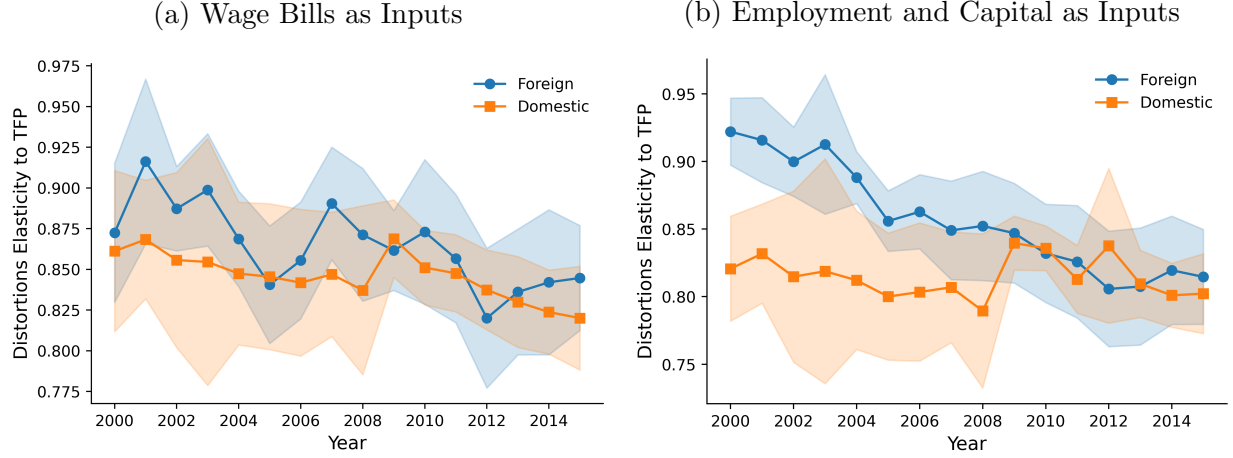 (a) Wage Bills as Inputs
Distortions Elasticity to TFP
0.975
0.950
0.925
0.900
0.875
0.850
0.825
0.800
0.775
Foreign
Domestic
2000 2002 2004 2006 2008 2010 2012 2014
Year
(b) Employment and Capital as Inputs
Distortions Elasticity to TFP
0.95
0.90
0.85
0.80
0.75
Foreign
Domestic
2000 2002 2004 2006 2008 2010 2012 2014
Year